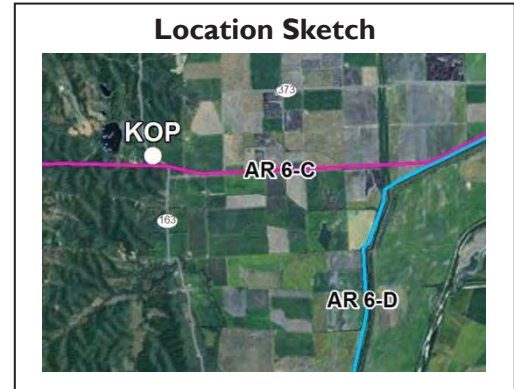 Location Sketch
373
KOP
AR 6-C
163
AR 6-D